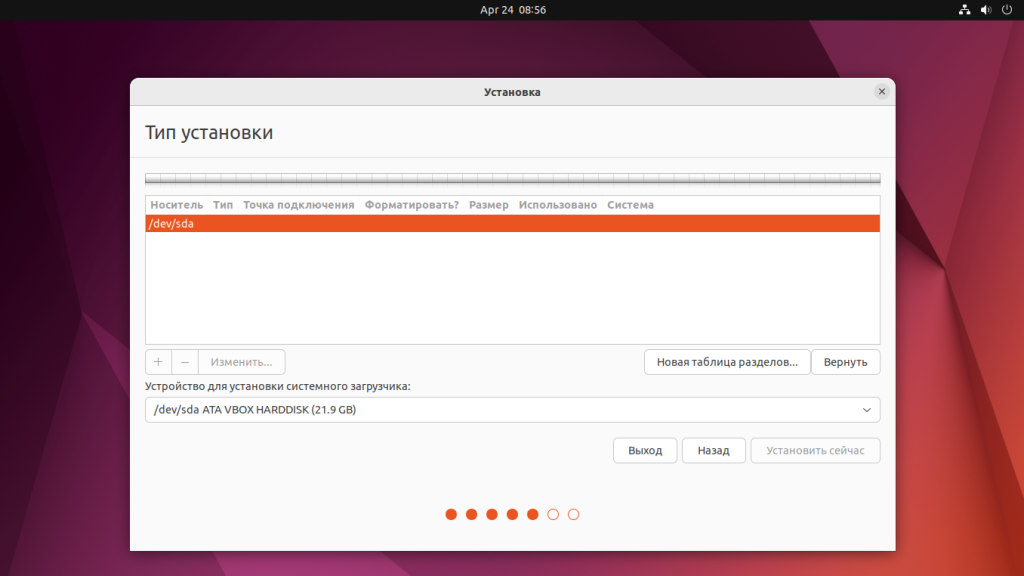 Apr 24 08:56
Установка
Тип установки
Носитель Тип Точка подключения Форматировать? Размер Использовано Система
/dev/sda
+ − Изменить... Новая таблица разделов... Вернуть
Устройство для установки системного загрузчика:
/dev/sda ATA VBOX HARDDISK (21.9 GB)
Выход Назад Установить сейчас